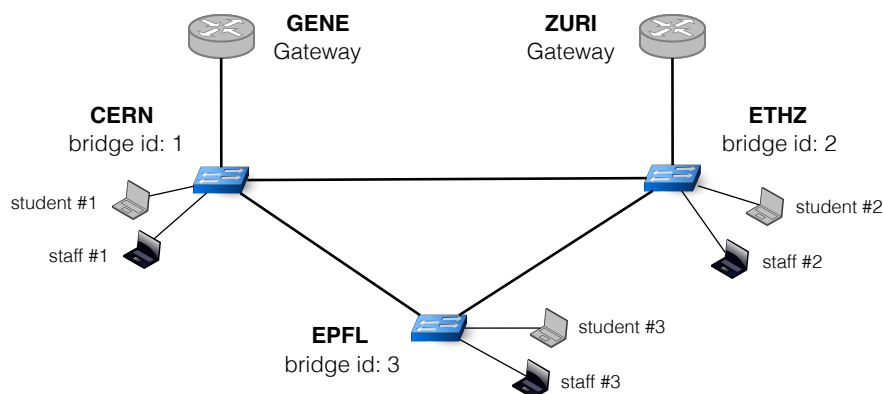 GENE
Gateway
ZURI
Gateway
CERN
bridge id: 1
ETHZ
bridge id: 2
student #1
staff #1
student #2
staff #2
EPFL
bridge id: 3
student #3
staff #3